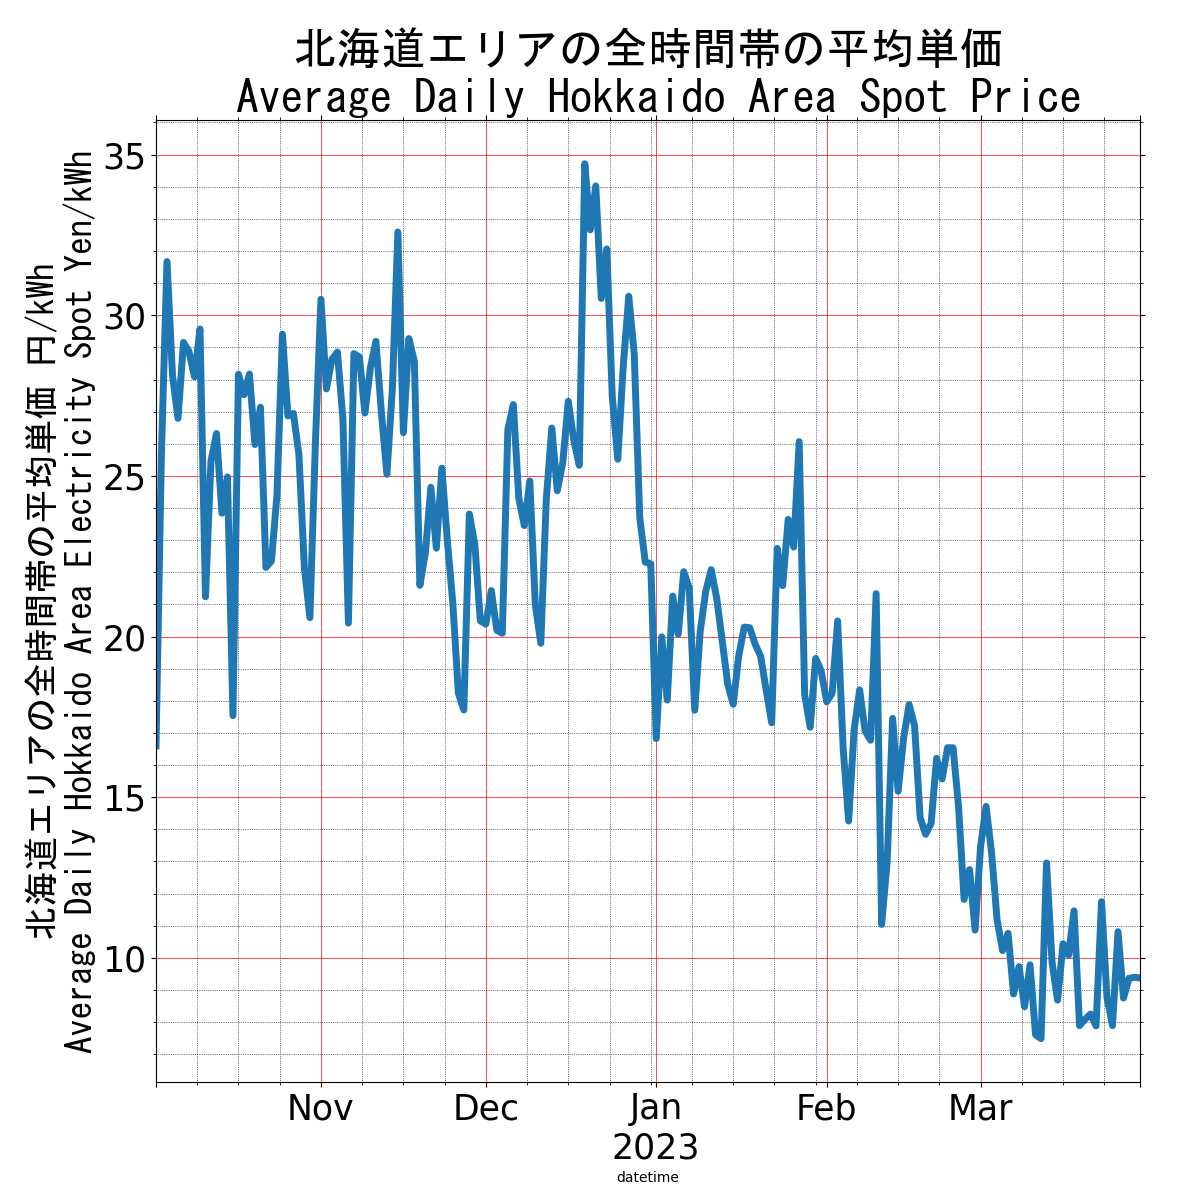 北海道エリアの全時間帯の平均単価
Average Daily Hokkaido Area Spot Price
北海道エリアの全時間帯の平均単価 円/kWh
Average Daily Hokkaido Area Electricity Spot Yen/kWh
35
30
25
20
15
10
Nov
Dec
Jan
Feb
Mar
2023
datetime